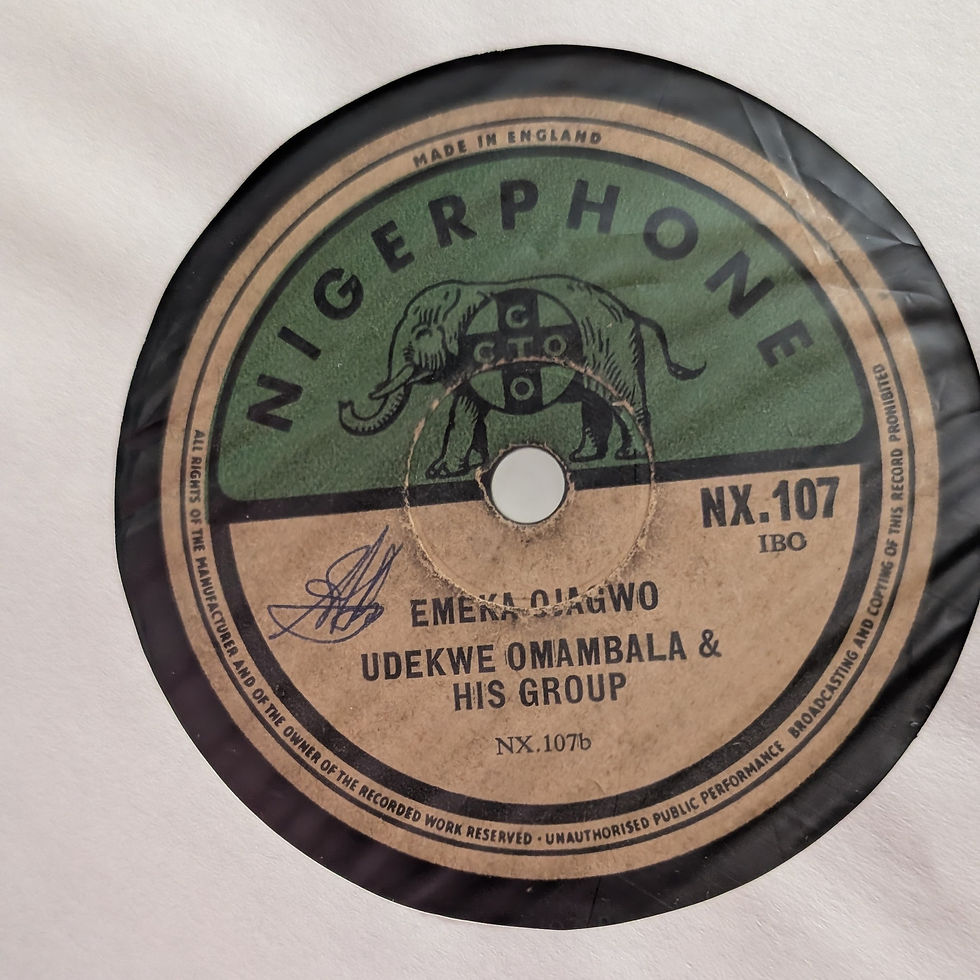 MADE IN ENGLAND
NIGERPHONE
C
C T O
O
NX.107
IBO
EMEKA OJAGWO
UDEKWE OMAMBALA &
HIS GROUP
NX.107b
ALL RIGHTS OF THE MANUFACTURER AND OF THE OWNER OF THE RECORDED WORK RESERVED · UNAUTHORISED PUBLIC PERFORMANCE BROADCASTING AND COPYING OF THIS RECORD PROHIBITED